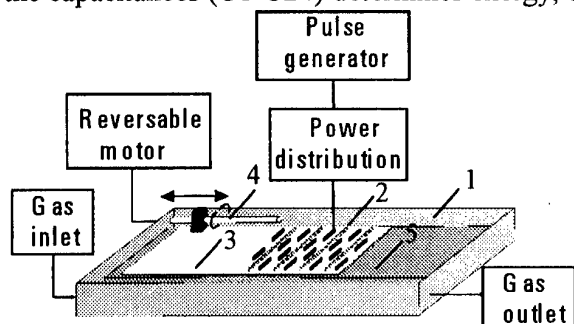 Pulse
generator
Reversable
motor
Power
distribution
4
2
1
Gas
inlet
3
5
Gas
outlet